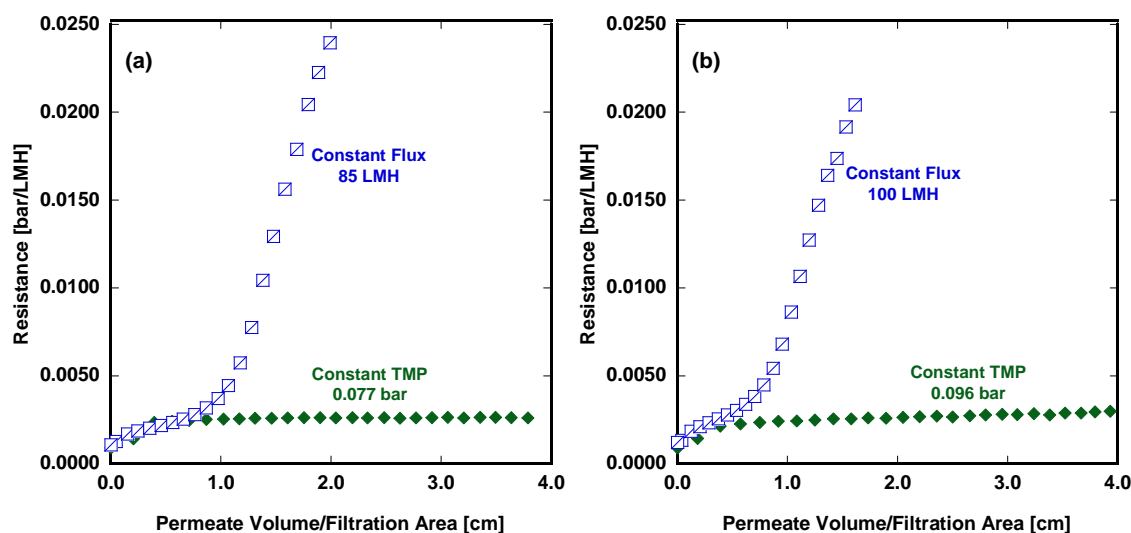 (a)
Resistance [bar/LMH]
0.0250
0.0200
0.0150
0.0100
0.0050
0.0000
Constant Flux
85 LMH
Constant TMP
0.077 bar
0.0 1.0 2.0 3.0 4.0
Permeate Volume/Filtration Area [cm]
(b)
Resistance [bar/LMH]
0.0250
0.0200
0.0150
0.0100
0.0050
0.0000
Constant Flux
100 LMH
Constant TMP
0.096 bar
0.0 1.0 2.0 3.0 4.0
Permeate Volume/Filtration Area [cm]